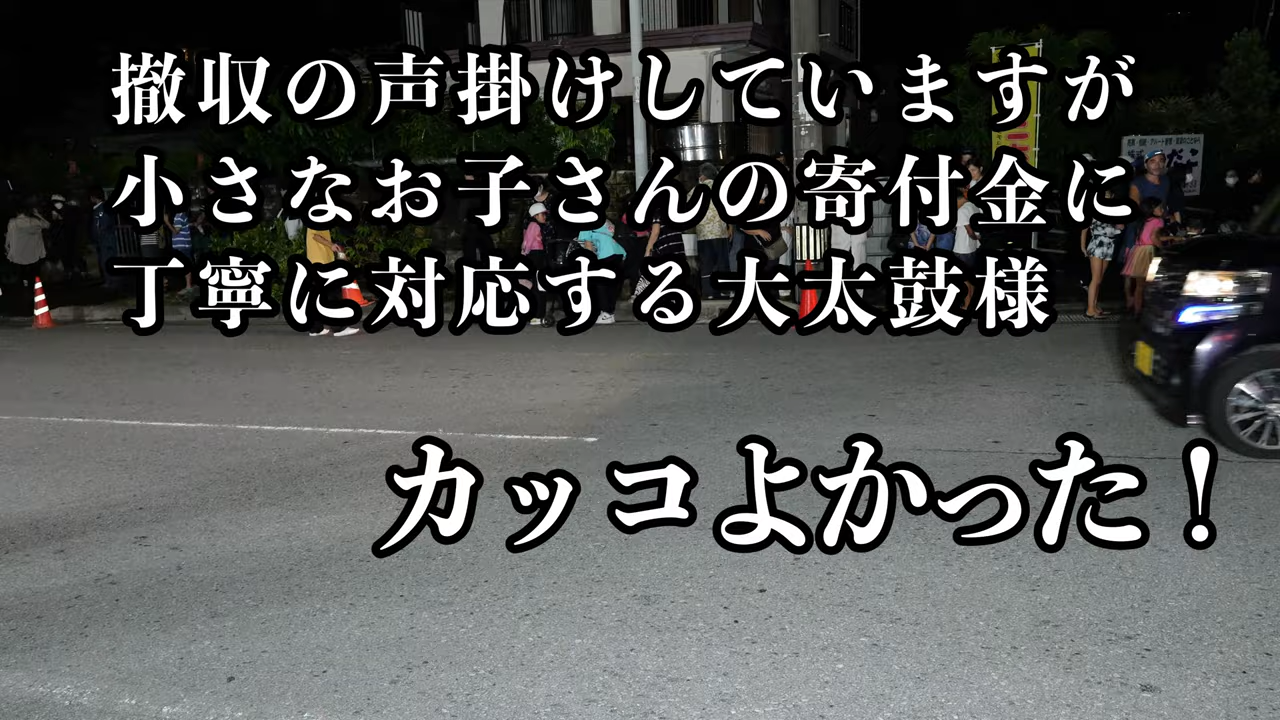 撤収の声掛けしていますが
小さなお子さんの寄付金に
丁寧に対応する大太鼓様
カッコよかった！